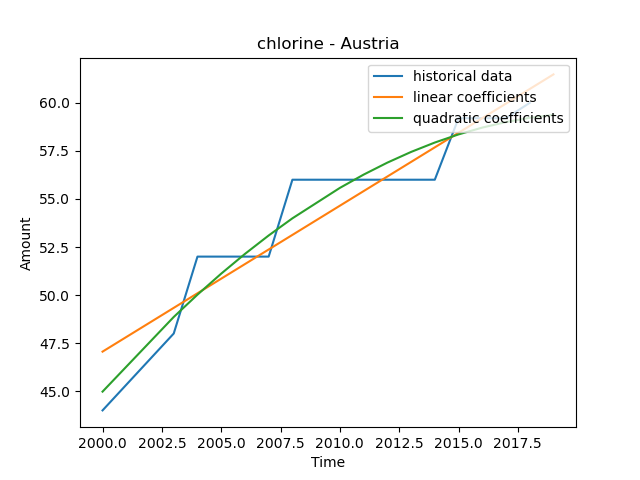 chlorine - Austria
historical data
linear coefficients
quadratic coefficients
60.0
57.5
55.0
52.5
50.0
47.5
45.0
Amount
2000.0 2002.5 2005.0 2007.5 2010.0 2012.5 2015.0 2017.5
Time